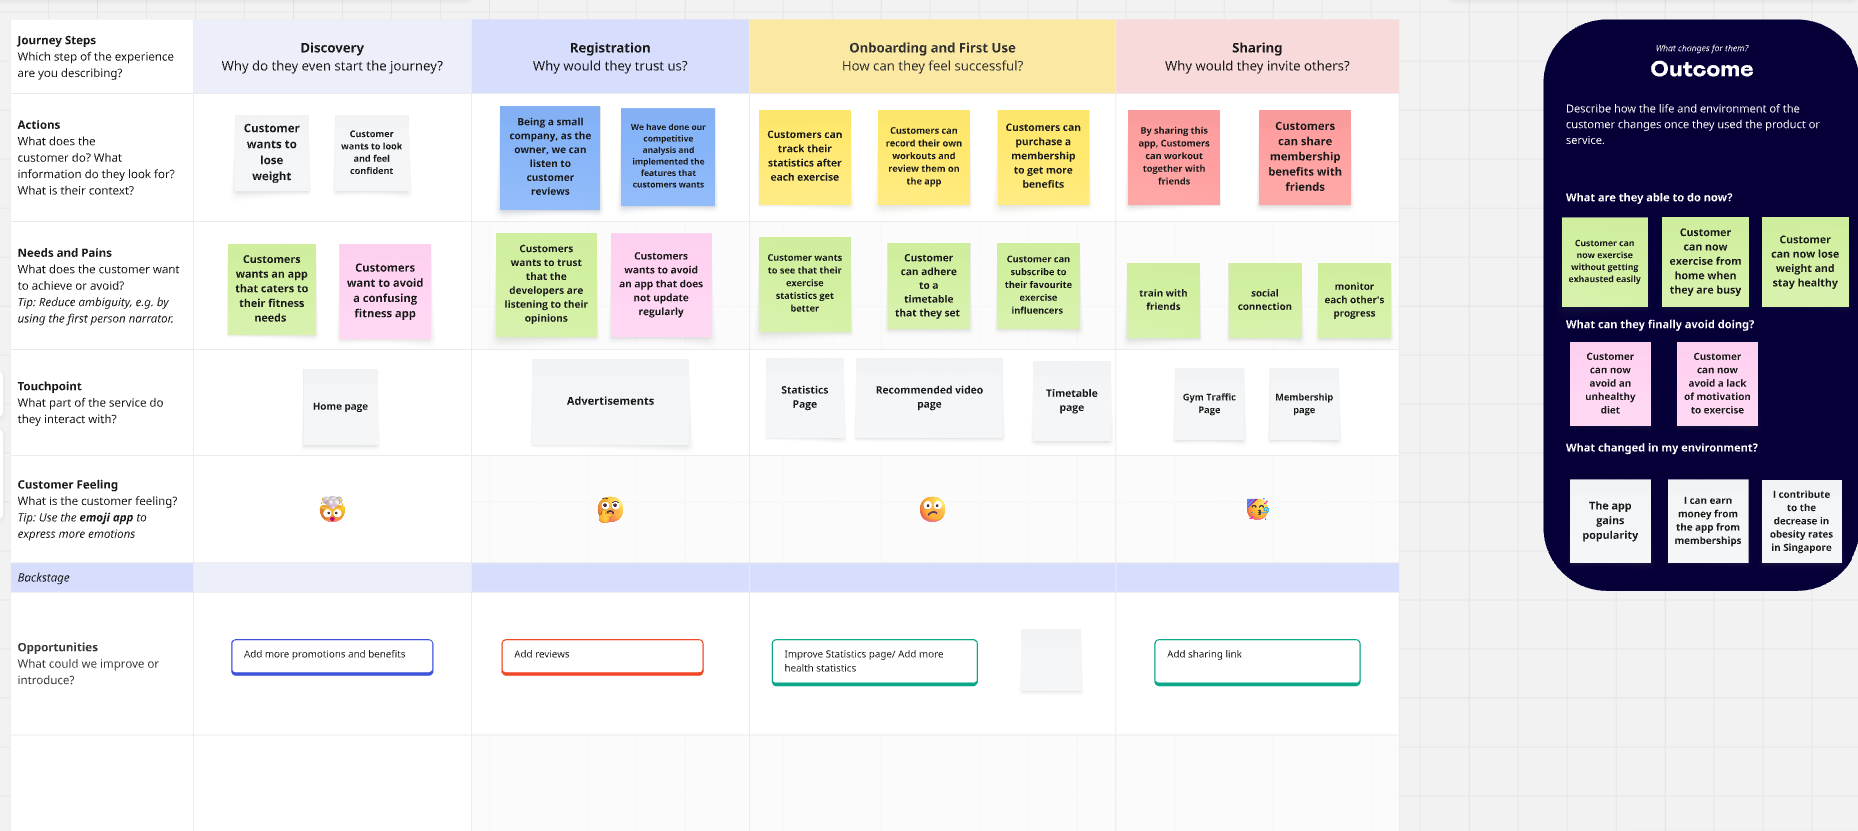 Journey Steps
Which step of the experience
are you describing?
Discovery
Why do they even start the journey?
Registration
Why would they trust us?
Onboarding and First Use
How can they feel successful?
Sharing
Why would they invite others?
Actions
What does the
customer do? What
information do they look for?
What is their context?
Customer
wants to
lose
weight
Customer
wants to look
and feel
confident
Being a small
company, as the
owner, we can
listen to
customer
reviews
We have done our
competitive
analysis and
implemented the
features that
customers wants
Customers can
track their
statistics after
each exercise
Customers can
record their own
workouts and
review them on
the app
Customers can
purchase a
membership
to get more
benefits
By sharing this
app, Customers
can workout
together with
friends
Customers
can share
membership
benefits with
friends
Needs and Pains
What does the customer want
to achieve or avoid?
Tip: Reduce ambiguity, e.g. by
using the first person narrator.
Customers
wants an app
that caters to
their fitness
needs
Customers
want to avoid
a confusing
fitness app
Customers
wants to trust
that the
developers are
listening to their
opinions
Customers
wants to avoid
an app that does
not update
regularly
Customer wants
to see that their
exercise
statistics get
better
Customer
can adhere
to a
timetable
that they set
Customer can
subscribe to
their favourite
exercise
influencers
train with
friends
social
connection
monitor
each other's
progress
Touchpoint
What part of the service do
they interact with?
Home page
Advertisements
Statistics
Page
Recommended video
page
Timetable
page
Gym Traffic
Page
Membership
page
Customer Feeling
What is the customer feeling?
Tip: Use the emoji app to
express more emotions
Backstage
Opportunities
What could we improve or
introduce?
Add more promotions and benefits
Add reviews
Improve Statistics page/ Add more
health statistics
Add sharing link
What changes for them?
Outcome
Describe how the life and environment of the
customer changes once they used the product or
service.
What are they able to do now?
Customer can
now exercise
without getting
exhausted easily
Customer
can now
exercise from
home when
they are busy
Customer
can now lose
weight and
stay healthy
What can they finally avoid doing?
Customer
can now
avoid an
unhealthy
diet
Customer
can now
avoid a lack
of motivation
to exercise
What changed in my environment?
The app
gains
popularity
I can earn
money from
the app from
memberships
I contribute
to the
decrease in
obesity rates
in Singapore